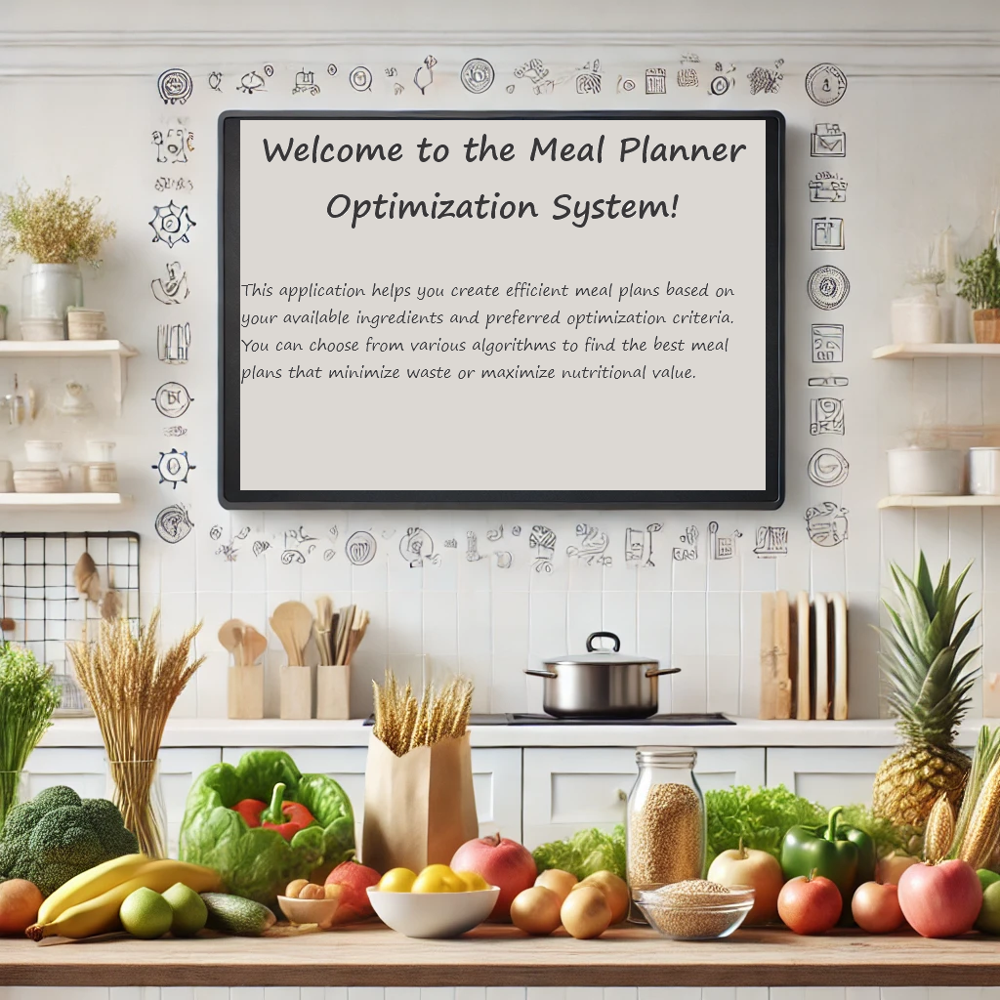 Welcome to the Meal Planner
Optimization System!
This application helps you create efficient meal plans based on
your available ingredients and preferred optimization criteria.
You can choose from various algorithms to find the best meal
plans that minimize waste or maximize nutritional value.